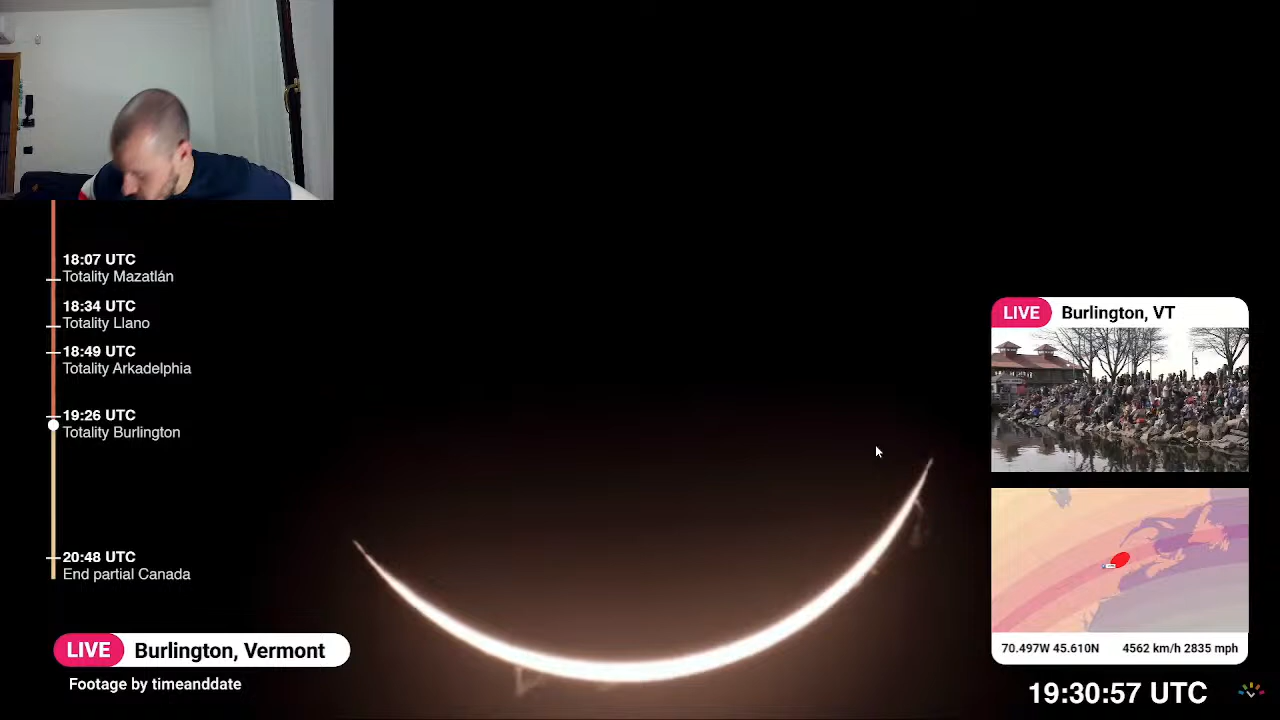 18:07 UTC
Totality Mazatlán
18:34 UTC
Totality Llano
18:49 UTC
Totality Arkadelphia
19:26 UTC
Totality Burlington
20:48 UTC
End partial Canada
LIVE Burlington, Vermont
Footage by timeanddate
LIVE Burlington, VT
70.497W 45.610N 4562 km/h 2835 mph
19:30:57 UTC